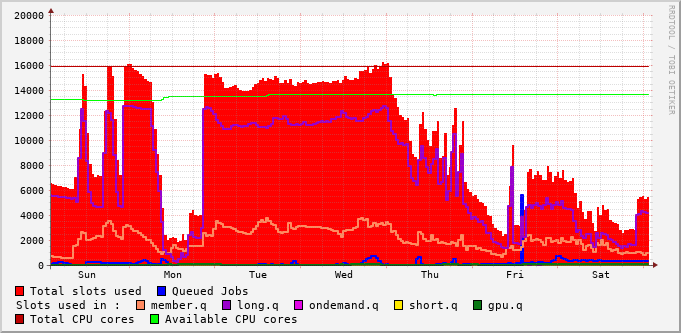 20000
18000
16000
14000
12000
10000
8000
6000
4000
2000
0
Sun Mon Tue Wed Thu Fri Sat
RRDTOOL / TOBI OETIKER
Total slots used Queued Jobs
Slots used in : member.q long.q ondemand.q short.q gpu.q
Total CPU cores Available CPU cores